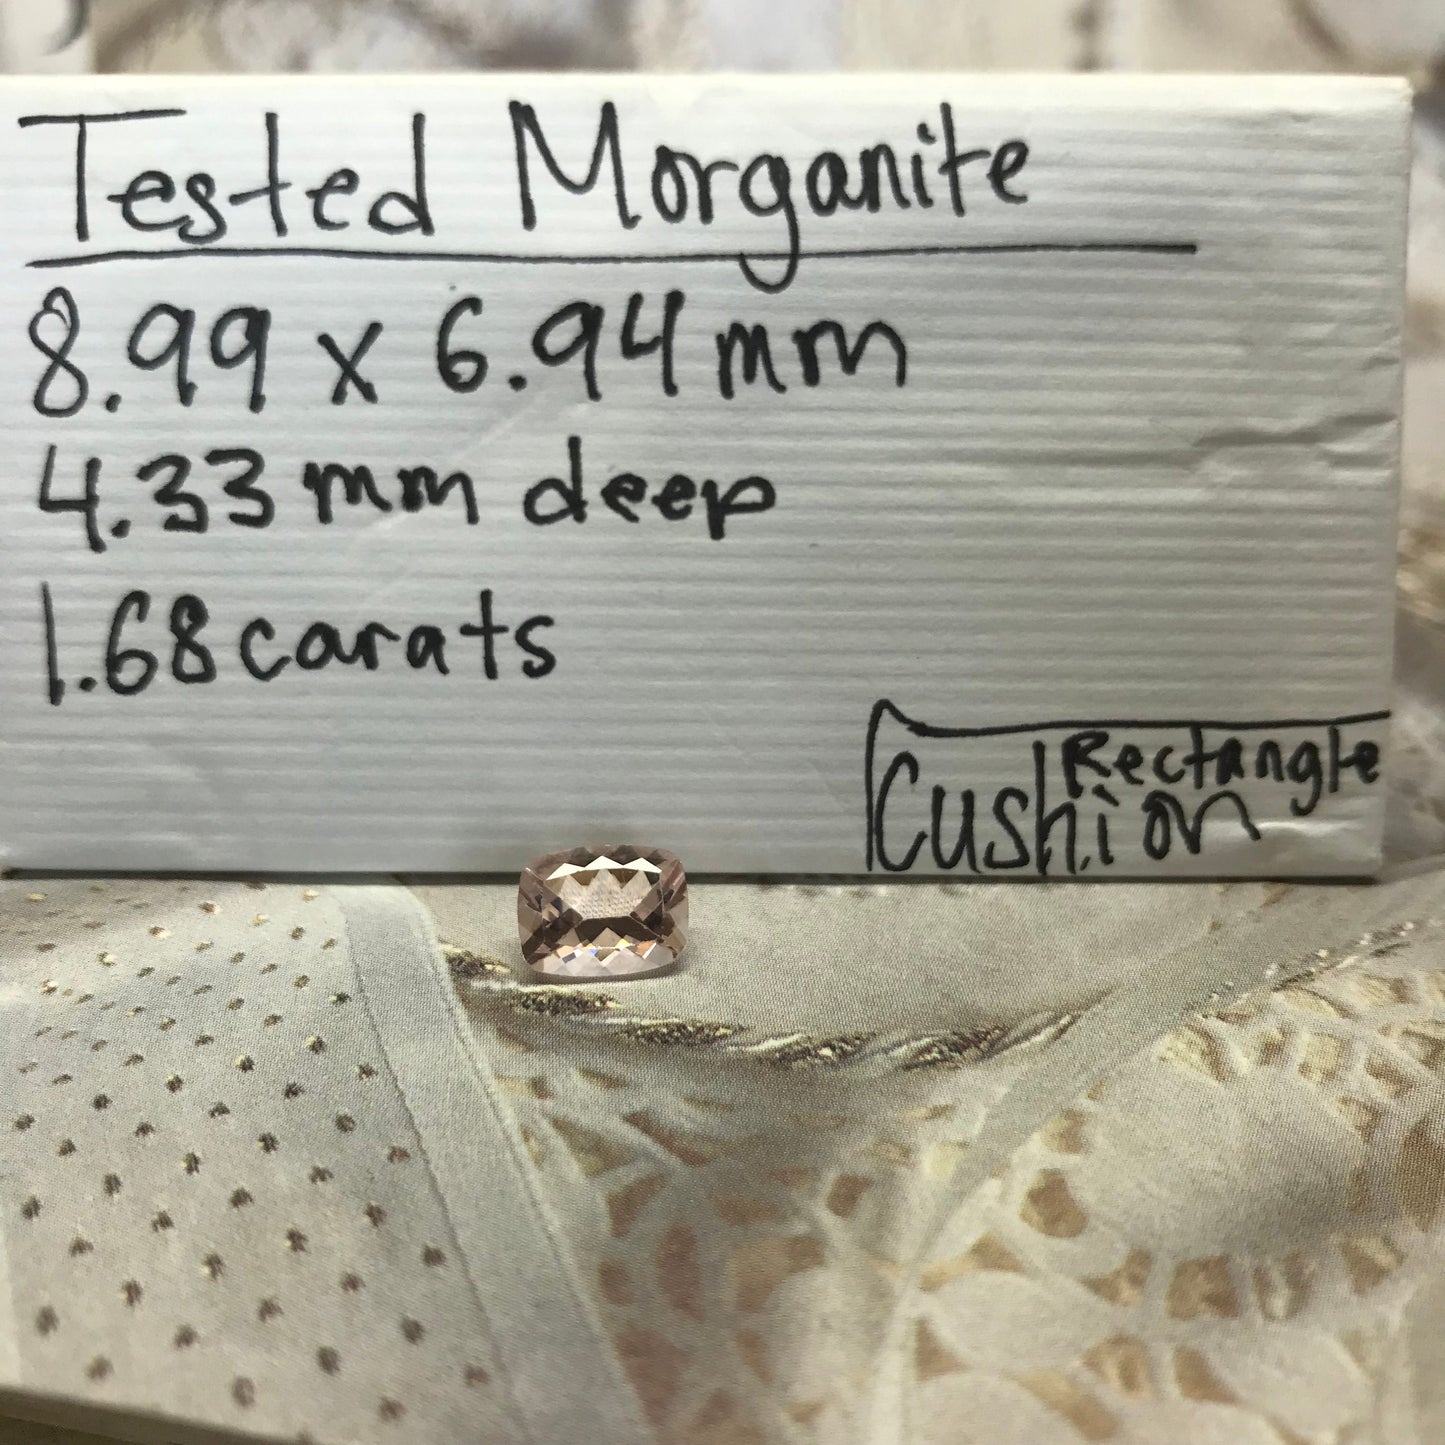 Tested Morganite
8.99 x 6.94 mm
4.33 mm deep
1.68 carats
Rectangle
Cushion